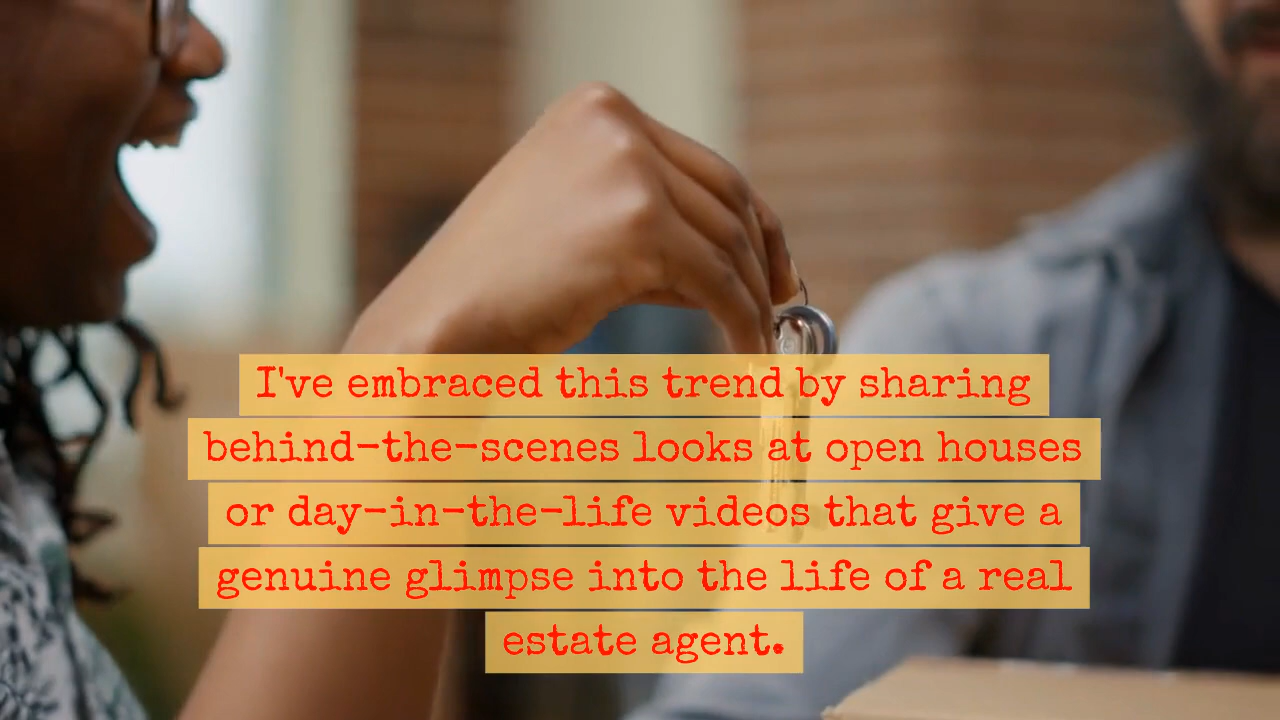 I've embraced this trend by sharing
behind-the-scenes looks at open houses
or day-in-the-life videos that give a
genuine glimpse into the life of a real
estate agent.